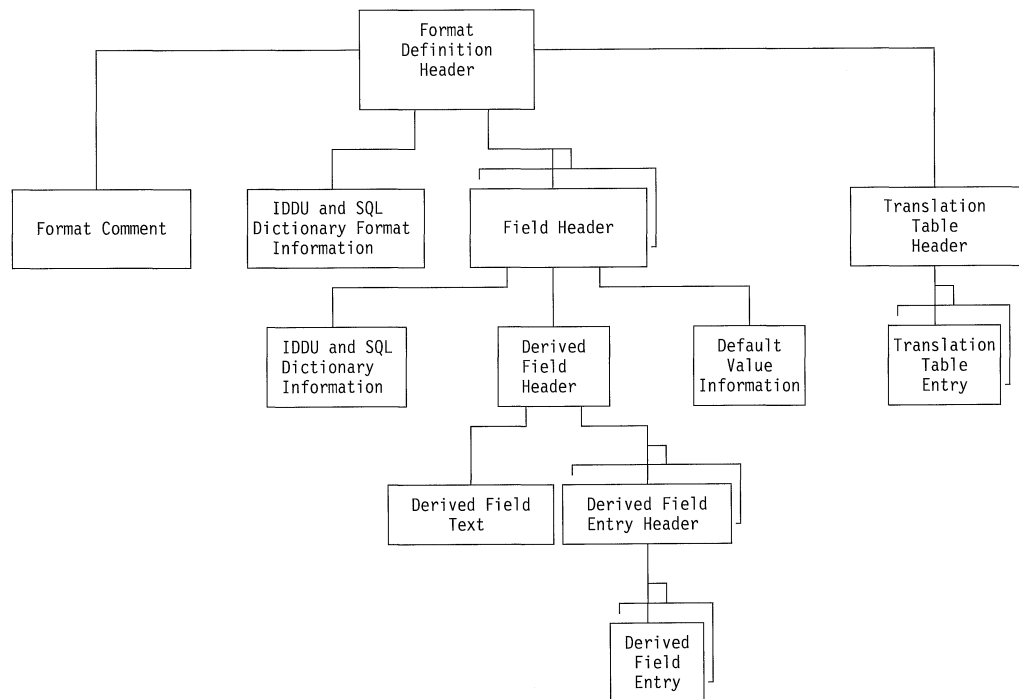 Format
Definition
Header
Format Comment
IDDU and SQL
Dictionary Format
Information
Field Header
Translation
Table
Header
IDDU and SQL
Dictionary
Information
Derived
Field
Header
Default
Value
Information
Translation
Table
Entry
Derived Field
Text
Derived Field
Entry Header
Derived
Field
Entry